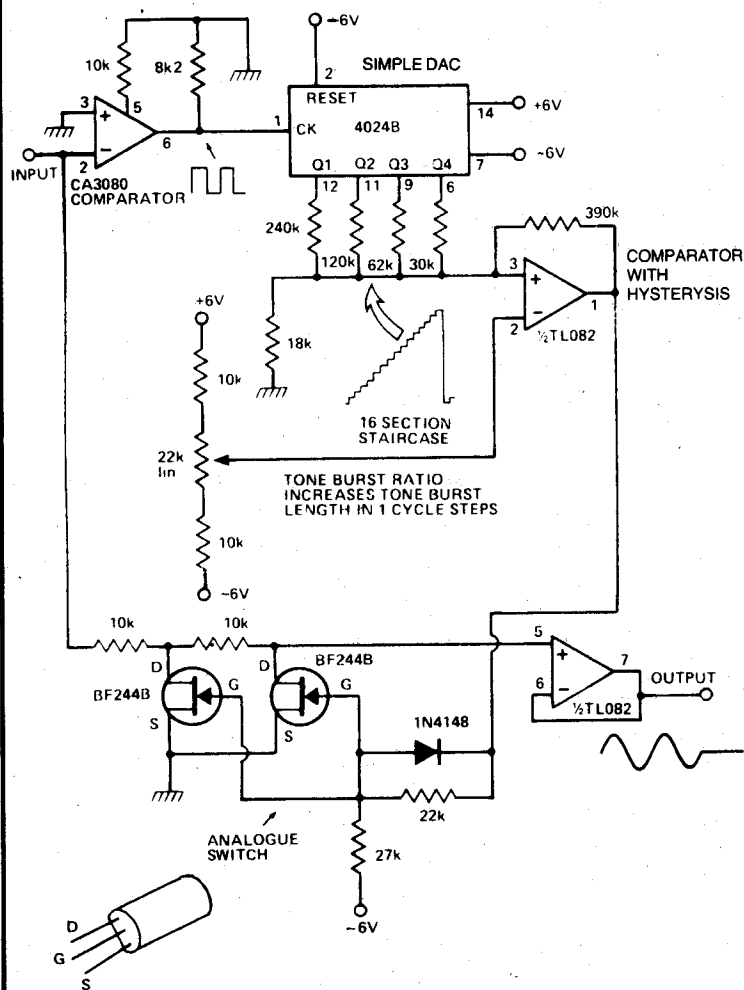 −6V
10k
8k2
SIMPLE DAC
2
RESET
14
+6V
3
+
5
1
CK
4024B
6
7
~6V
INPUT
−
2
Q1
Q2
Q3
Q4
CA3080
COMPARATOR
12
11
9
6
240k
390k
120k
62k
30k
3
+
COMPARATOR
WITH
HYSTERYSIS
1
−
2
½TL082
+6V
18k
10k
16 SECTION
STAIRCASE
22k
lin
TONE BURST RATIO
INCREASES TONE BURST
LENGTH IN 1 CYCLE STEPS
10k
~6V
10k
10k
5
D
D
BF244B
+
7
OUTPUT
BF244B
G
G
6
−
½TL082
S
S
1N4148
22k
ANALOGUE
SWITCH
27k
~6V
D
G
S